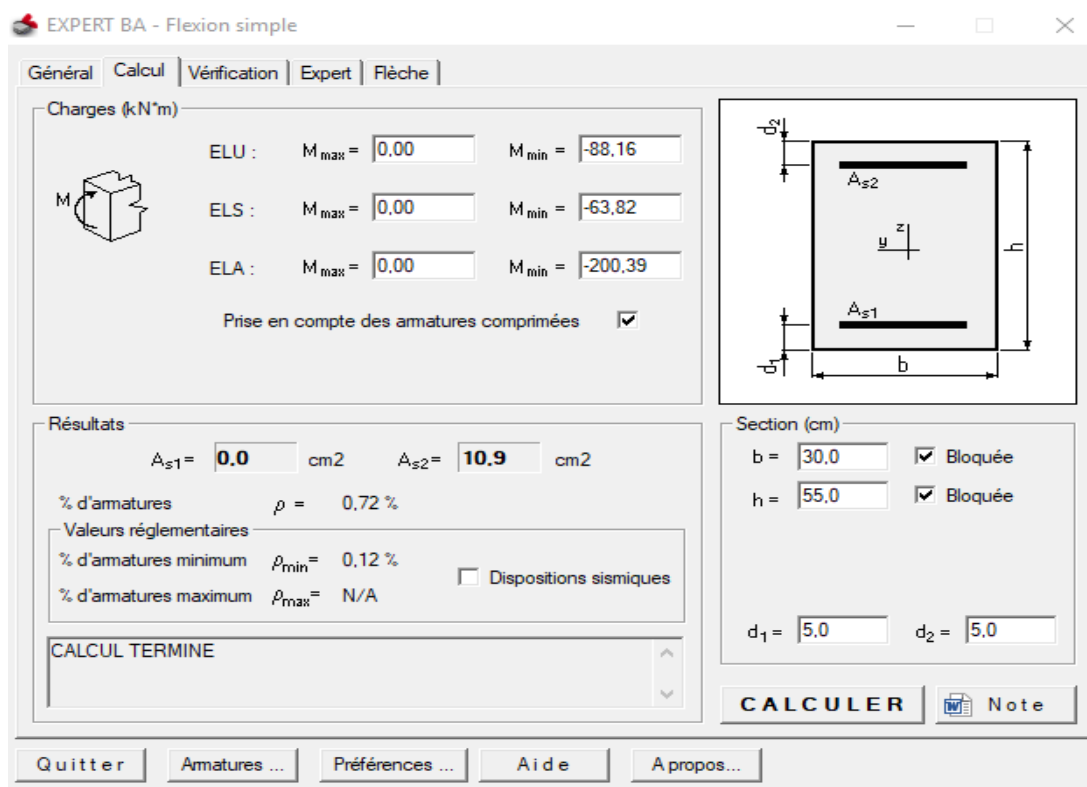 EXPERT BA - Flexion simple
Général Calcul Vérification Expert Flèche
Charges (kN*m)
ELU : M max = 0,00 M min = -88,16
M
ELS : M max = 0,00 M min = -63,82
ELA : M max = 0,00 M min = -200,39
Prise en compte des armatures comprimées
d2
As2
z
y
h
As1
d1
b
Résultats
As1= 0.0 cm2 As2= 10.9 cm2
% d'armatures ρ = 0,72 %
Valeurs réglementaires
% d'armatures minimum ρmin= 0,12 %
Dispositions sismiques
% d'armatures maximum ρmax= N/A
CALCUL TERMINE
Section (cm)
b = 30,0 Bloquée
h = 55,0 Bloquée
d1 = 5,0 d2 = 5,0
CALCULER Note
Quitter Armatures ... Préférences ... Aide A propos...